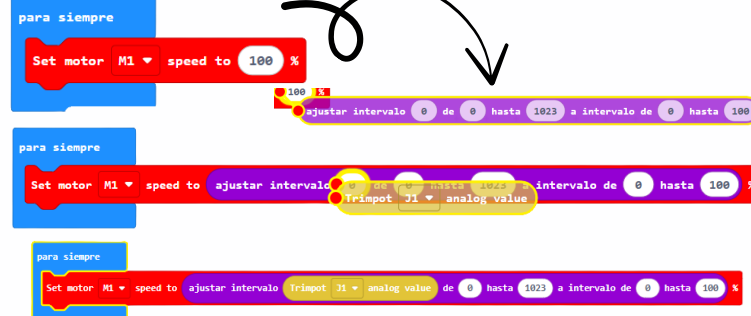 para siempre
Set motor M1 speed to 100 %
100 %
ajustar intervalo 0 de 0 hasta 1023 a intervalo de 0 hasta 100
para siempre
Set motor M1 speed to ajustar intervalo 0 de 0 hasta 1023 a intervalo de 0 hasta 100 %
Trimpot J1 analog value
para siempre
Set motor M1 speed to ajustar intervalo Trimpot J1 analog value de 0 hasta 1023 a intervalo de 0 hasta 100 %